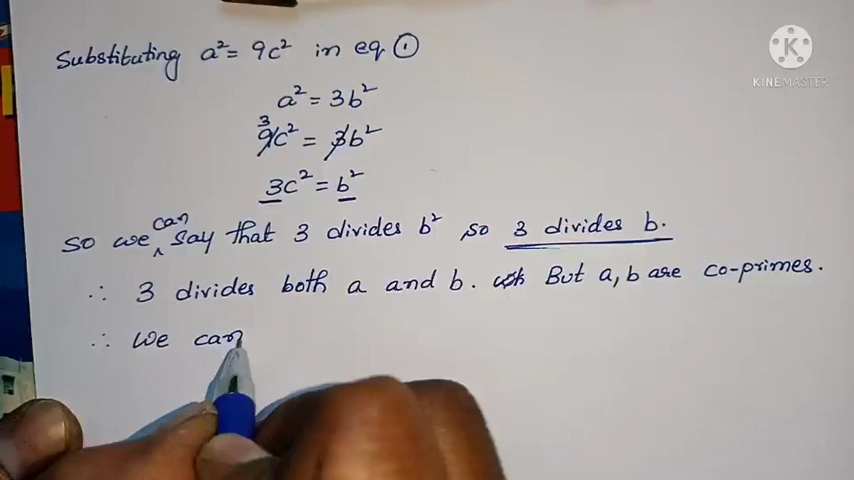 Substituting a² = 9c² in eq ①
a² = 3b²
3
9c² = 3b²
3c² = b²
So we can say that 3 divides b², so 3 divides b.
∴ 3 divides both a and b. But a, b are co-primes.
∴ We can
KINEMASTER